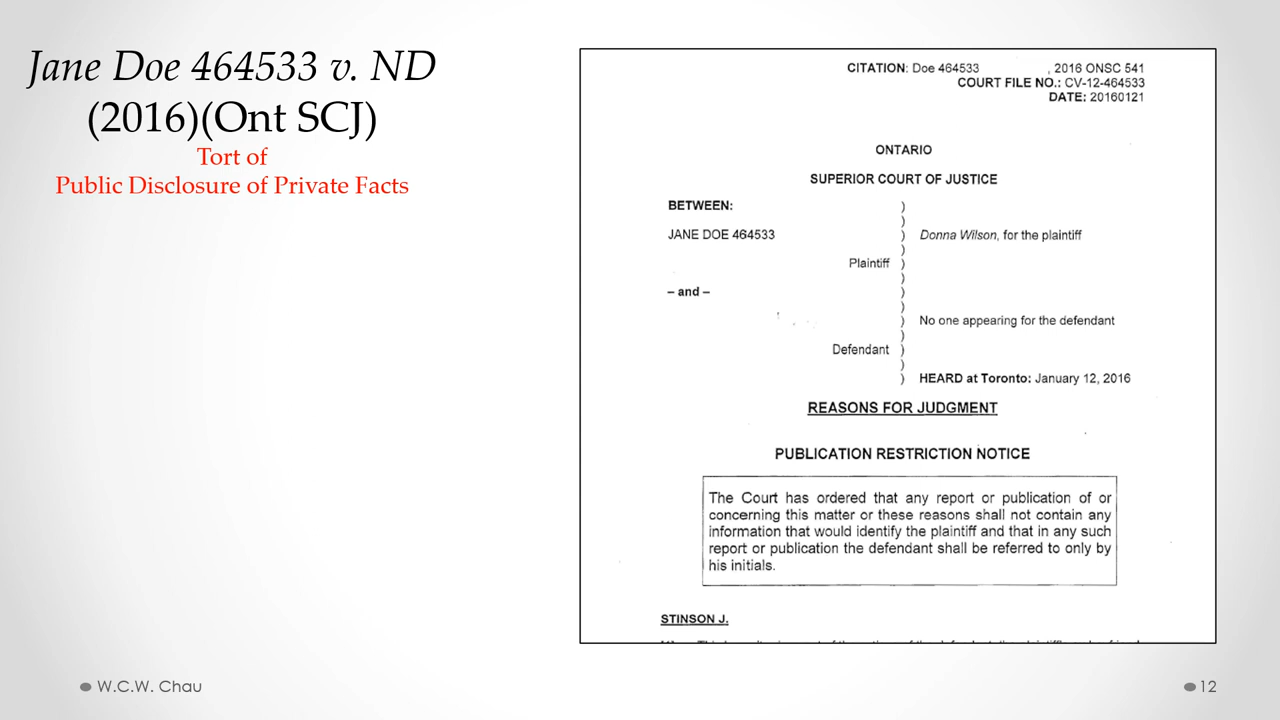 Jane Doe 464533 v. ND
(2016)(Ont SCJ)
Tort of
Public Disclosure of Private Facts
CITATION: Doe 464533 , 2016 ONSC 541
COURT FILE NO.: CV-12-464533
DATE: 20160121
ONTARIO
SUPERIOR COURT OF JUSTICE
BETWEEN:
JANE DOE 464533
Plaintiff
– and –
Defendant
)
)
)
)
)
)
)
)
)
)
)
)
)
Donna Wilson, for the plaintiff
No one appearing for the defendant
HEARD at Toronto: January 12, 2016
REASONS FOR JUDGMENT
PUBLICATION RESTRICTION NOTICE
The Court has ordered that any report or publication of or
concerning this matter or these reasons shall not contain any
information that would identify the plaintiff and that in any such
report or publication the defendant shall be referred to only by
his initials.
STINSON J.
W.C.W. Chau
12